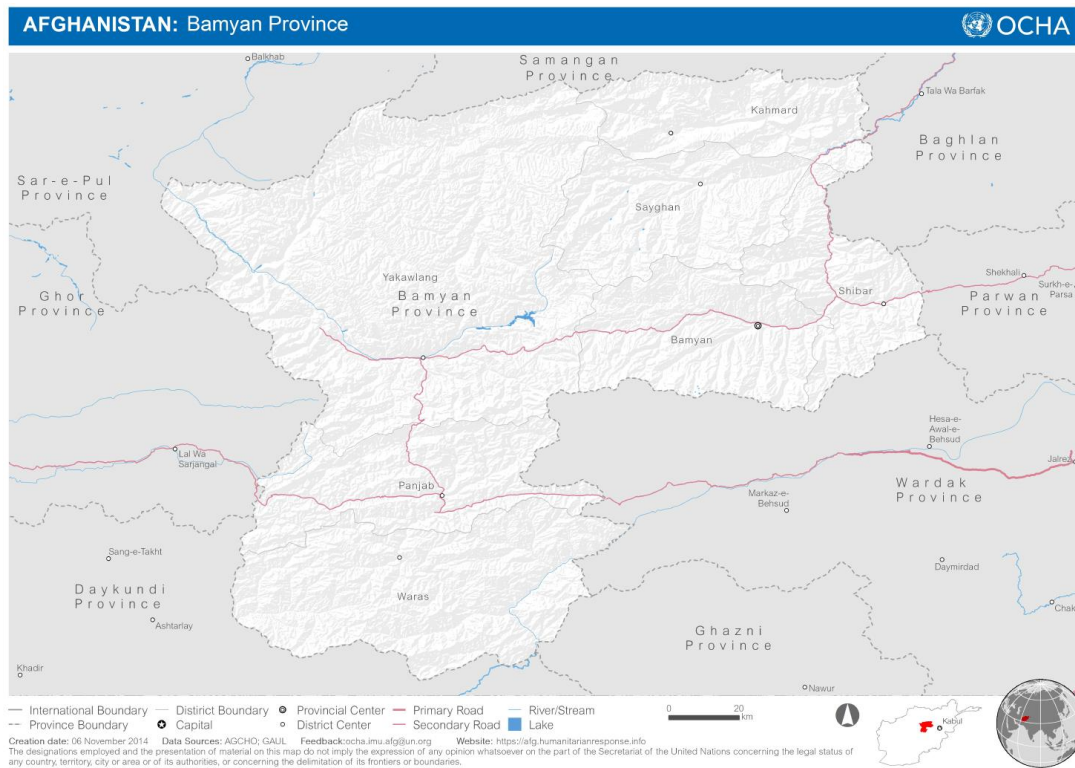 AFGHANISTAN: Bamyan Province
OCHA
Balkhab
Samangan
Province
Kahmard
Tala Wa Barfak
Baghlan
Province
Sar-e-Pul
Province
Sayghan
Yakawlang
Bamyan
Province
Ghor
Province
Shibar
Shekhali
Surkh-e-
Parsa
Parwan
Province
Bamyan
Hesa-e-
Awal-e-
Behsud
Lal Wa
Sarjangal
Jalrez
Panjab
Wardak
Province
Markaz-e-
Behsud
Sang-e-Takht
Daymirdad
Daykundi
Province
Waras
Chak
Ashtarlay
Ghazni
Province
Khadir
Nawur
International Boundary
District Boundary
Provincial Center
Primary Road
River/Stream
Province Boundary
Capital
District Center
Secondary Road
Lake
0 20
km
Kabul
Creation date: 06 November 2014 Data Sources: AGCHO; GAUL Feedback:ocha.imu.afg@un.org Website: https://afg.humanitarianresponse.info
The designations employed and the presentation of material on this map do not imply the expression of any opinion whatsoever on the part of the Secretariat of the United Nations concerning the legal status of
any country, territory, city or area or of its authorities, or concerning the delimitation of its frontiers or boundaries.